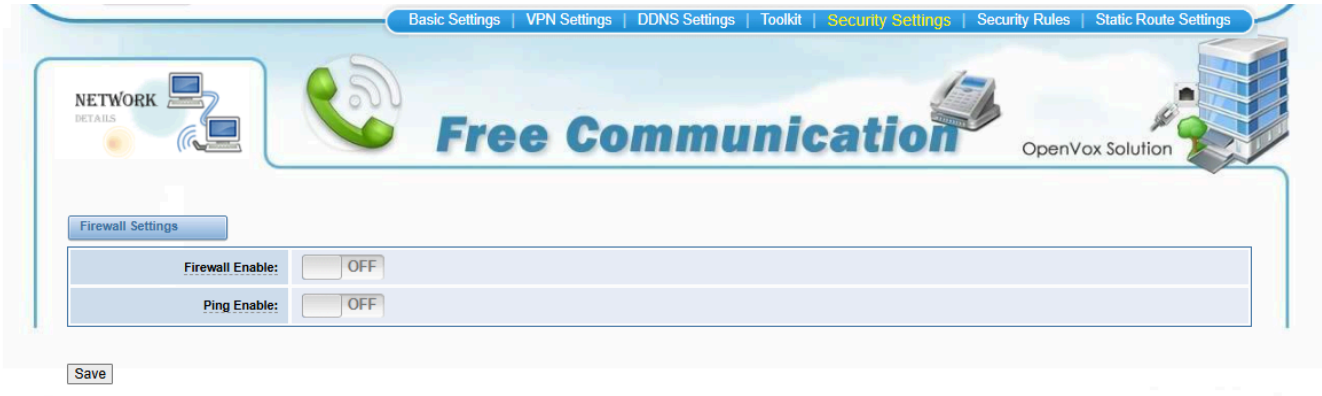 Basic Settings | VPN Settings | DDNS Settings | Toolkit | Security Settings | Security Rules | Static Route Settings
NETWORK
DETAILS
Free Communication
OpenVox Solution
Firewall Settings
Firewall Enable: OFF
Ping Enable: OFF
Save